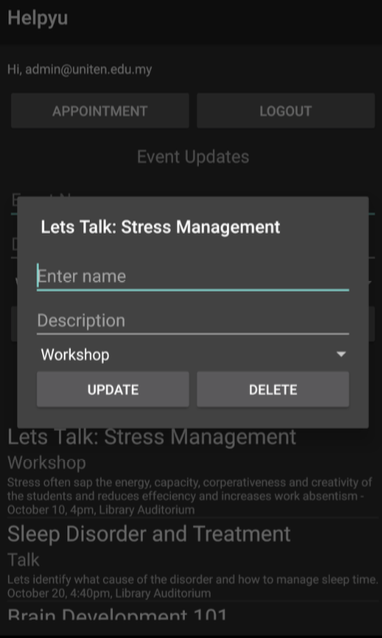 Helpyu
Hi, admin@uniten.edu.my
APPOINTMENT
LOGOUT
Event Updates
Lets Talk: Stress Management
Enter name
Description
Workshop
UPDATE
DELETE
Lets Talk: Stress Management
Workshop
Stress often sap the energy, capacity, corperativeness and creativity of
the students and reduces effeciency and increases work absentism -
October 10, 4pm, Library Auditorium
Sleep Disorder and Treatment
Talk
Lets identify what cause of the disorder and how to manage sleep time.
October 20, 4:40pm, Library Auditorium
Brain Development 101